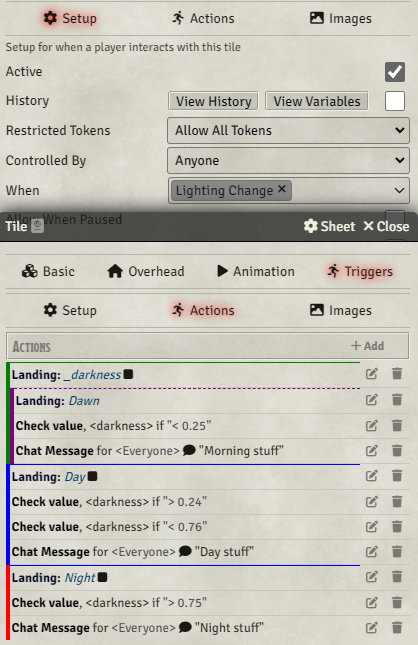 Setup Actions Images
Setup for when a player interacts with this tile
Active
History View History View Variables
Restricted Tokens Allow All Tokens
Controlled By Anyone
When Lighting Change ×
Allow When Paused
Tile Sheet ×Close
Basic Overhead Animation Triggers
Setup Actions Images
ACTIONS + Add
Landing: _darkness
Landing: Dawn
Check value, <darkness> if "< 0.25"
Chat Message for <Everyone> "Morning stuff"
Landing: Day
Check value, <darkness> if "> 0.24"
Check value, <darkness> if "< 0.76"
Chat Message for <Everyone> "Day stuff"
Landing: Night
Check value, <darkness> if "> 0.75"
Chat Message for <Everyone> "Night stuff"